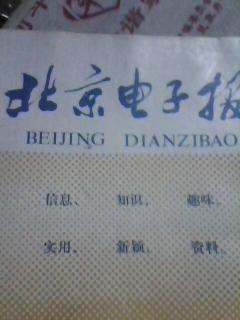 北京电子报
BEIJING DIANZIBAO
信息、 知识、 趣味、
实用、 新颖、 资料、